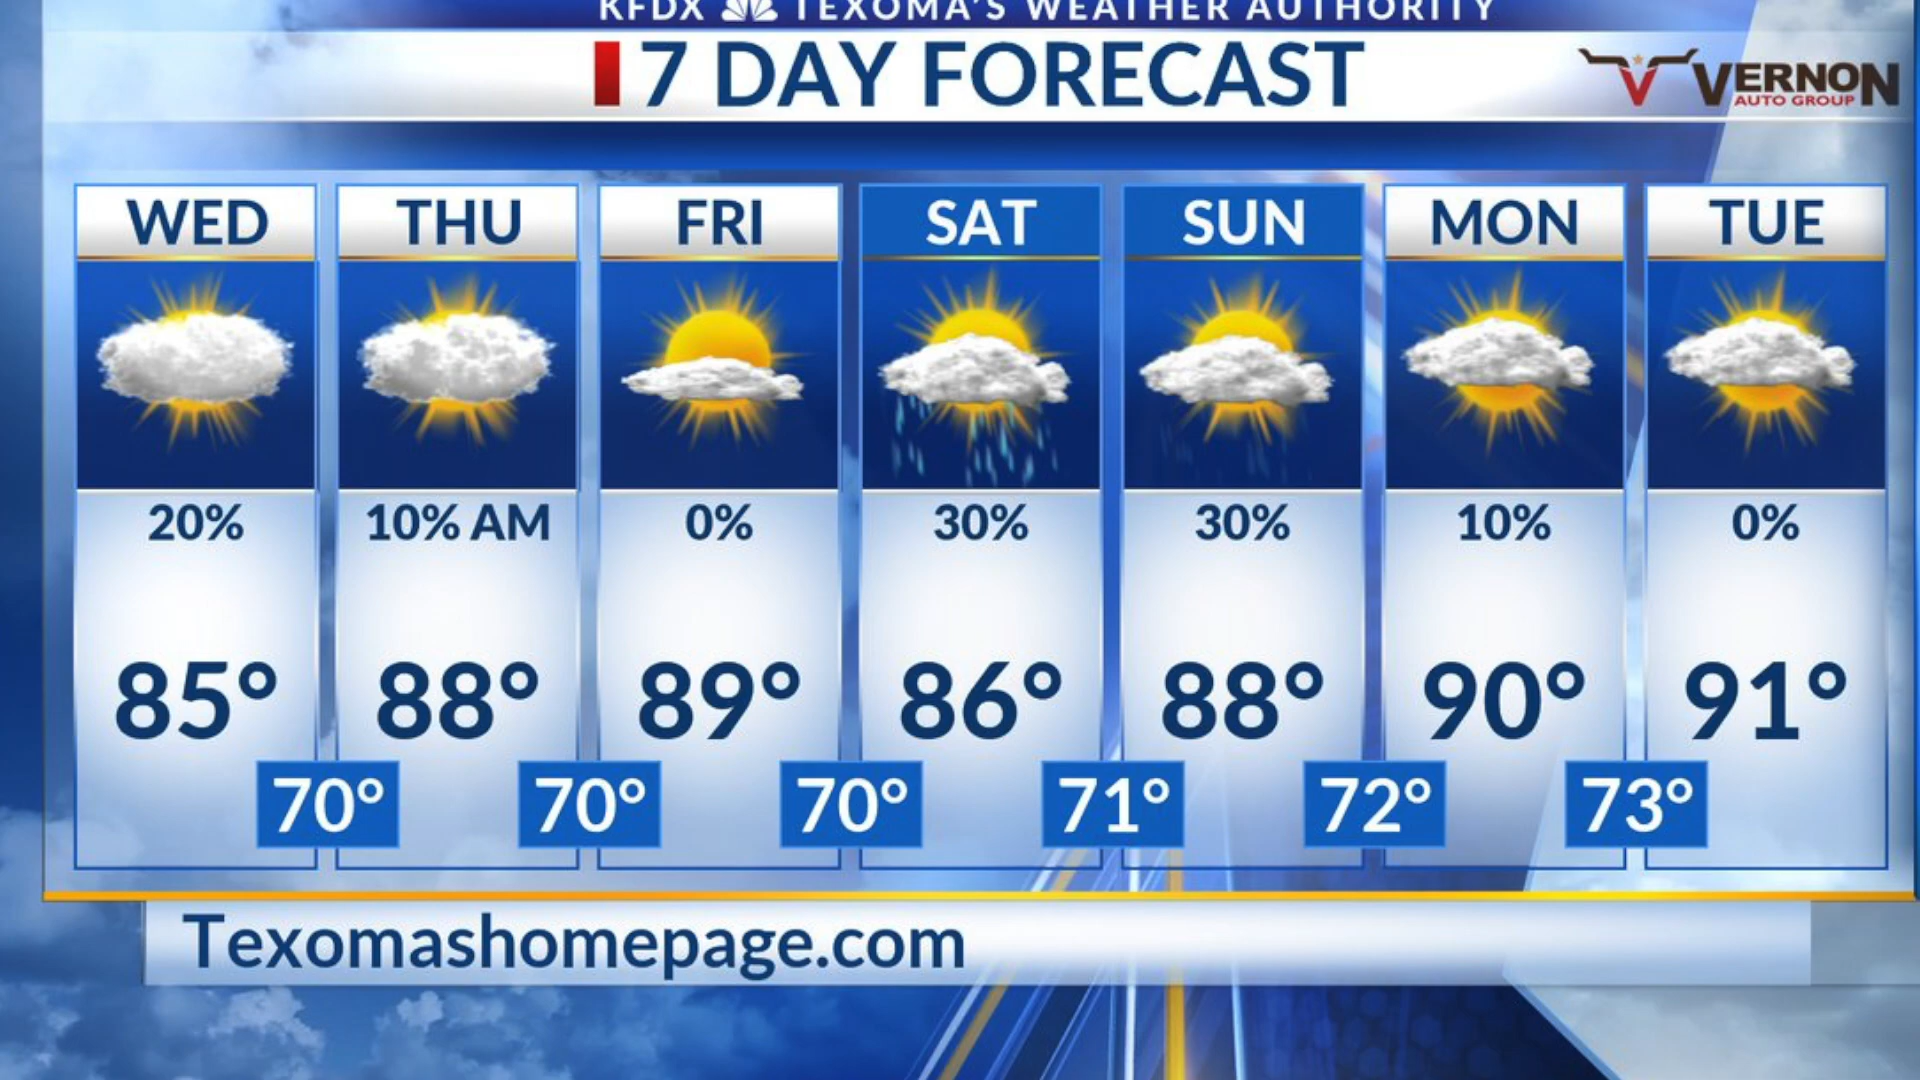 KFDX TEXOMA'S WEATHER AUTHORITY
7 DAY FORECAST
VERNON
AUTO GROUP
WED THU FRI SAT SUN MON TUE
20% 10% AM 0% 30% 30% 10% 0%
85° 88° 89° 86° 88° 90° 91°
70° 70° 70° 71° 72° 73°
Texomashomepage.com